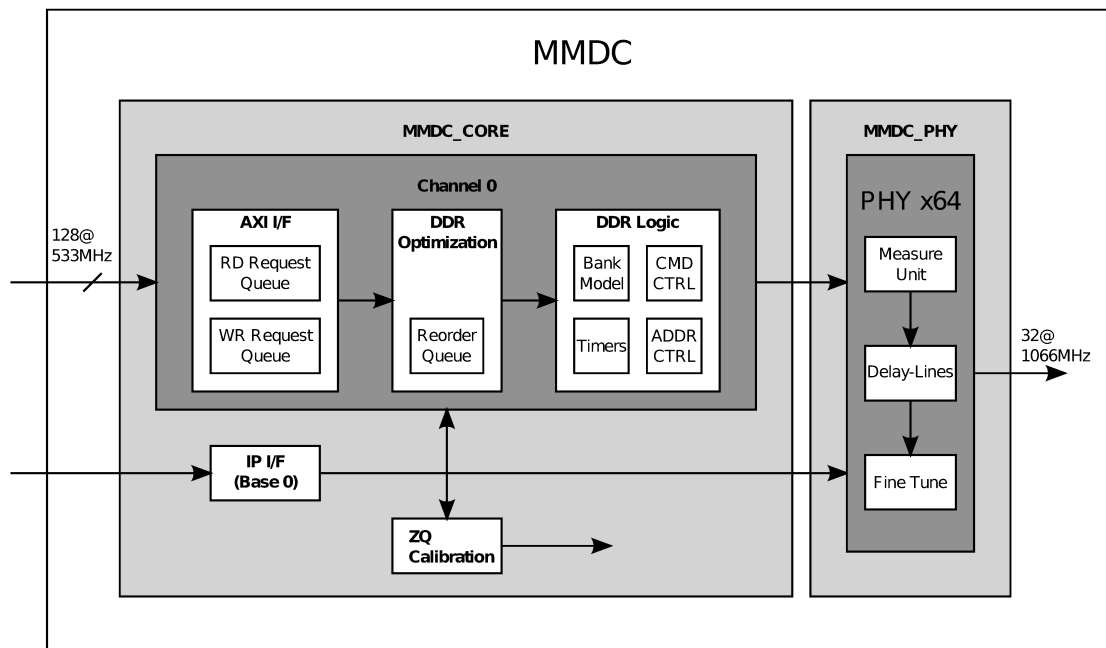 MMDC
MMDC_CORE
MMDC_PHY
Channel 0
PHY x64
128@
533MHz
AXI I/F
RD Request
Queue
WR Request
Queue
DDR
Optimization
Reorder
Queue
DDR Logic
Bank
Model
CMD
CTRL
Timers
ADDR
CTRL
Measure
Unit
Delay-Lines
Fine Tune
32@
1066MHz
IP I/F
(Base 0)
ZQ
Calibration